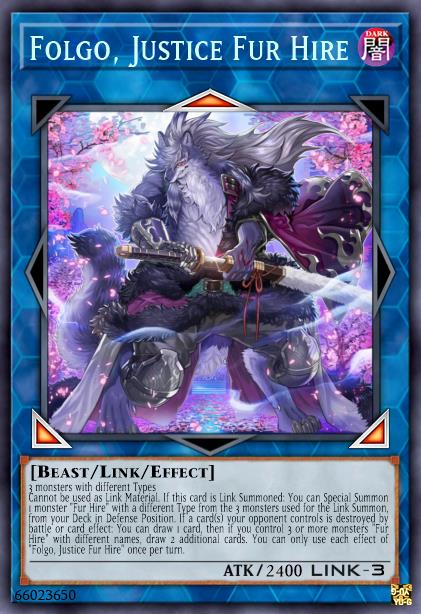 FOLGO, JUSTICE FUR HIRE
DARK
闇
[BEAST/LINK/EFFECT]
3 monsters with different Types
Cannot be used as Link Material. If this card is Link Summoned: You can Special Summon
1 monster "Fur Hire" with a different Type from the 3 monsters used for the Link Summon,
from your Deck in Defense Position. If a card(s) your opponent controls is destroyed by
battle or card effect: You can draw 1 card, then if you control 3 or more monsters "Fur
Hire" with different names, draw 2 additional cards. You can only use each effect of
"Folgo, Justice Fur Hire" once per turn.
ATK/2400 LINK-3
66023650